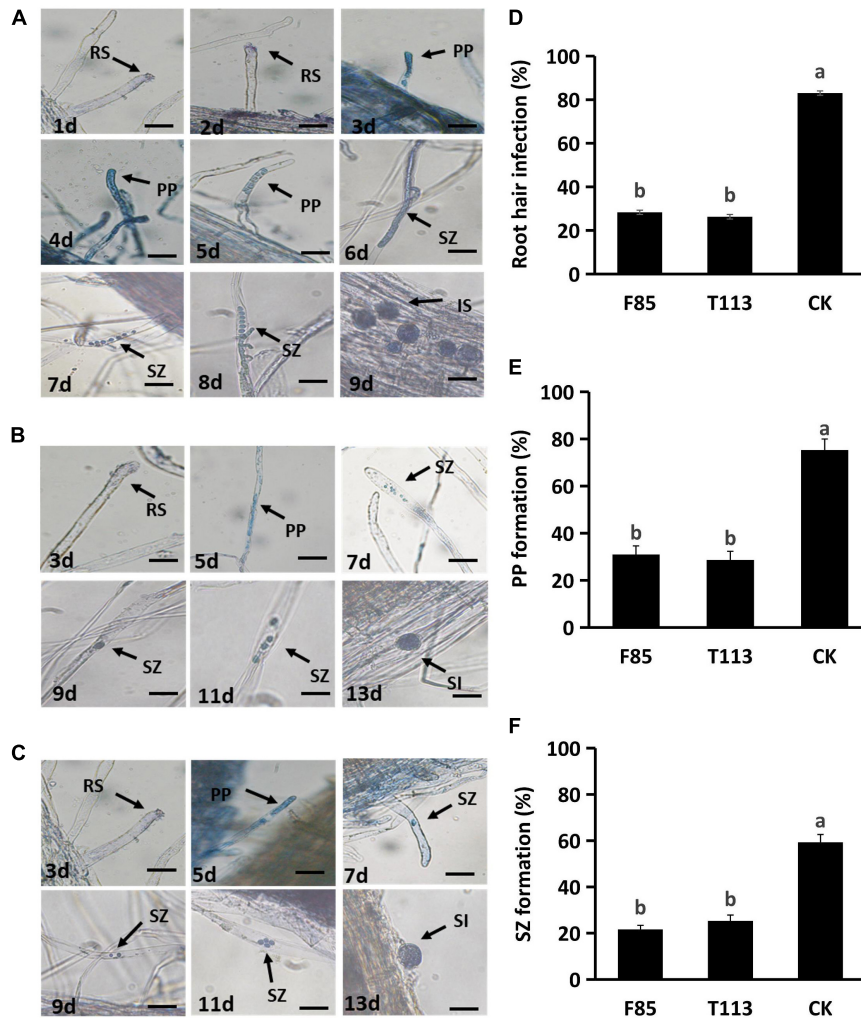 A
RS
1d
RS
2d
PP
3d
PP
4d
PP
5d
SZ
6d
SZ
7d
SZ
8d
IS
9d
B
RS
3d
PP
5d
SZ
7d
SZ
9d
SZ
11d
SI
13d
C
RS
3d
PP
5d
SZ
7d
SZ
9d
SZ
11d
SI
13d
D
Root hair infection (%)
100
80
60
40
20
0
b
b
a
F85 T113 CK
E
PP formation (%)
100
80
60
40
20
0
b
b
a
F85 T113 CK
F
SZ formation (%)
100
80
60
40
20
0
b
b
a
F85 T113 CK